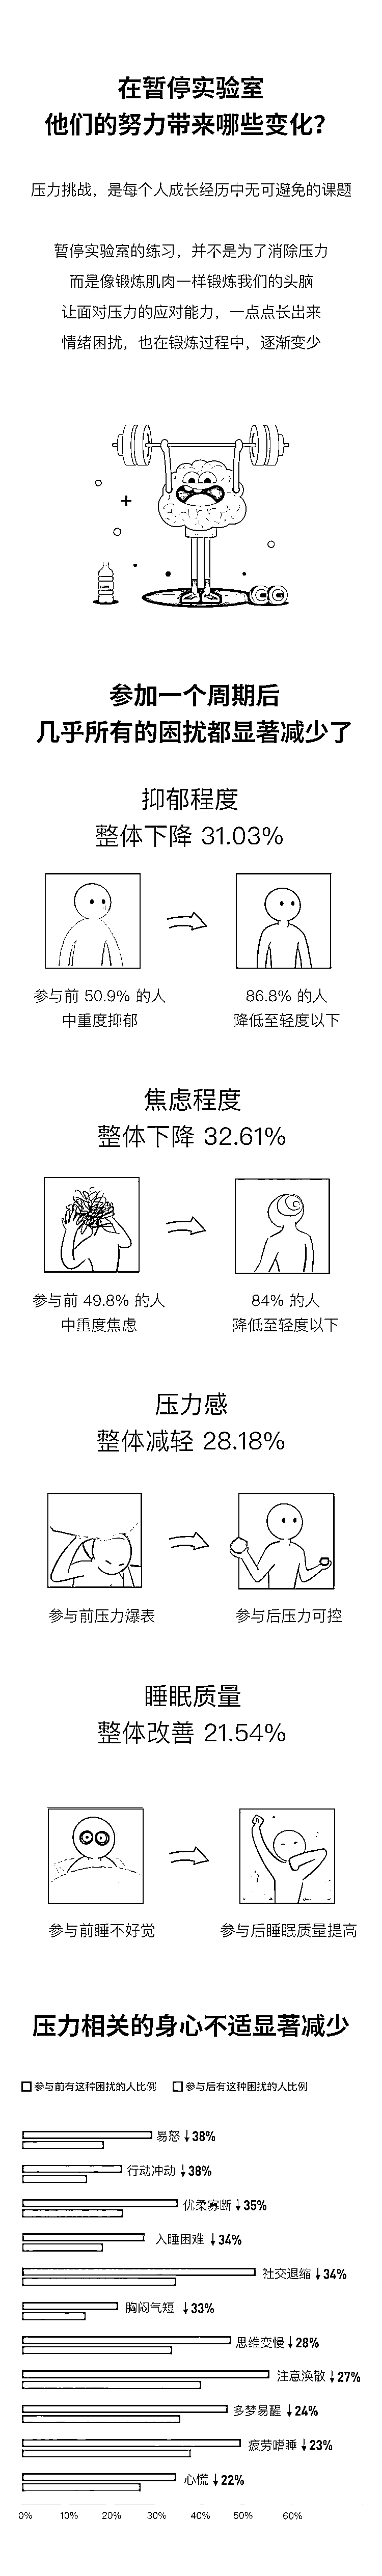 在暂停实验室
他们的努力带来哪些变化?
压力挑战，是每个人成长经历中无可避免的课题
暂停实验室的练习，并不是为了消除压力
而是像锻炼肌肉一样锻炼我们的头脑
让面对压力的应对能力，一点点长出来
情绪困扰，也在锻炼过程中，逐渐变少
参加一个周期后
几乎所有的困扰都显著减少了
抑郁程度
整体下降 31.03%
参与前 50.9% 的人
中重度抑郁
86.8% 的人
降低至轻度以下
焦虑程度
整体下降 32.61%
参与前 49.8% 的人
中重度焦虑
84% 的人
降低至轻度以下
压力感
整体减轻 28.18%
参与前压力爆表
参与后压力可控
睡眠质量
整体改善 21.54%
参与前睡不好觉
参与后睡眠质量提高
压力相关的身心不适显著减少
参与前有这种困扰的人比例
参与后有这种困扰的人比例
易怒↓38%
行动冲动↓38%
优柔寡断↓35%
入睡困难↓34%
社交退缩↓34%
胸闷气短↓33%
思维变慢↓28%
注意涣散↓27%
多梦易醒↓24%
疲劳嗜睡↓23%
心慌↓22%
0% 10% 20% 30% 40% 50% 60%